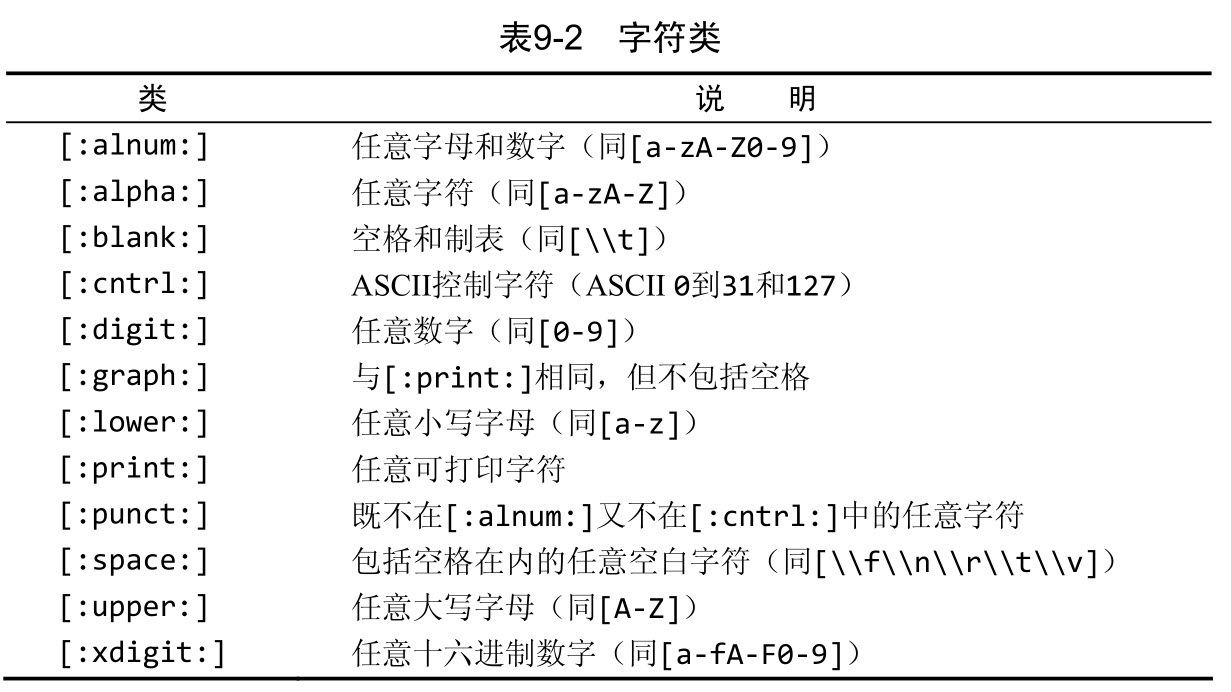 表9-2 字符类
类 说 明
[:alnum:] 任意字母和数字（同[a-zA-Z0-9]）
[:alpha:] 任意字符（同[a-zA-Z]）
[:blank:] 空格和制表（同[\\t]）
[:cntrl:] ASCII控制字符（ASCII 0到31和127）
[:digit:] 任意数字（同[0-9]）
[:graph:] 与[:print:]相同，但不包括空格
[:lower:] 任意小写字母（同[a-z]）
[:print:] 任意可打印字符
[:punct:] 既不在[:alnum:]又不在[:cntrl:]中的任意字符
[:space:] 包括空格在内的任意空白字符（同[\\f\\n\\r\\t\\v]）
[:upper:] 任意大写字母（同[A-Z]）
[:xdigit:] 任意十六进制数字（同[a-fA-F0-9]）